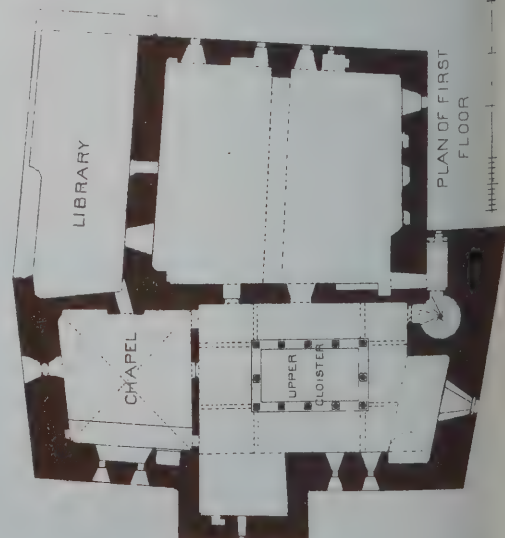 LIBRARY
PLAN OF FIRST
FLOOR
CHAPEL
UPPER
CLOISTER